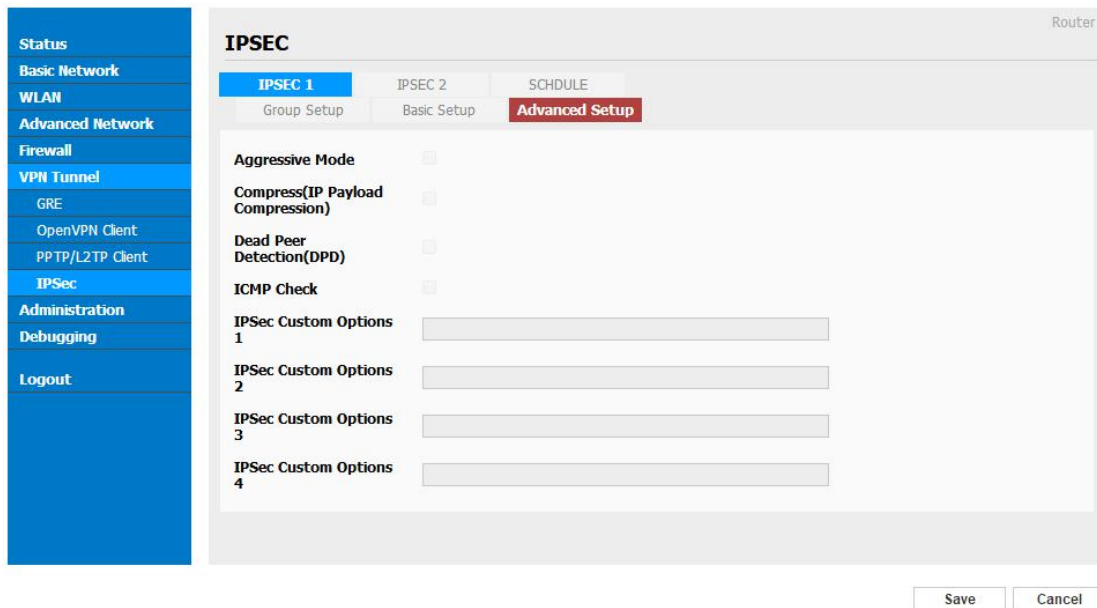 Router
Status
Basic Network
WLAN
Advanced Network
Firewall
VPN Tunnel
GRE
OpenVPN Client
PPTP/L2TP Client
IPSec
Administration
Debugging
Logout
IPSEC
IPSEC 1 IPSEC 2 SCHDULE
Group Setup Basic Setup Advanced Setup
Aggressive Mode
Compress(IP Payload
Compression)
Dead Peer
Detection(DPD)
ICMP Check
IPSec Custom Options
1
IPSec Custom Options
2
IPSec Custom Options
3
IPSec Custom Options
4
Save Cancel